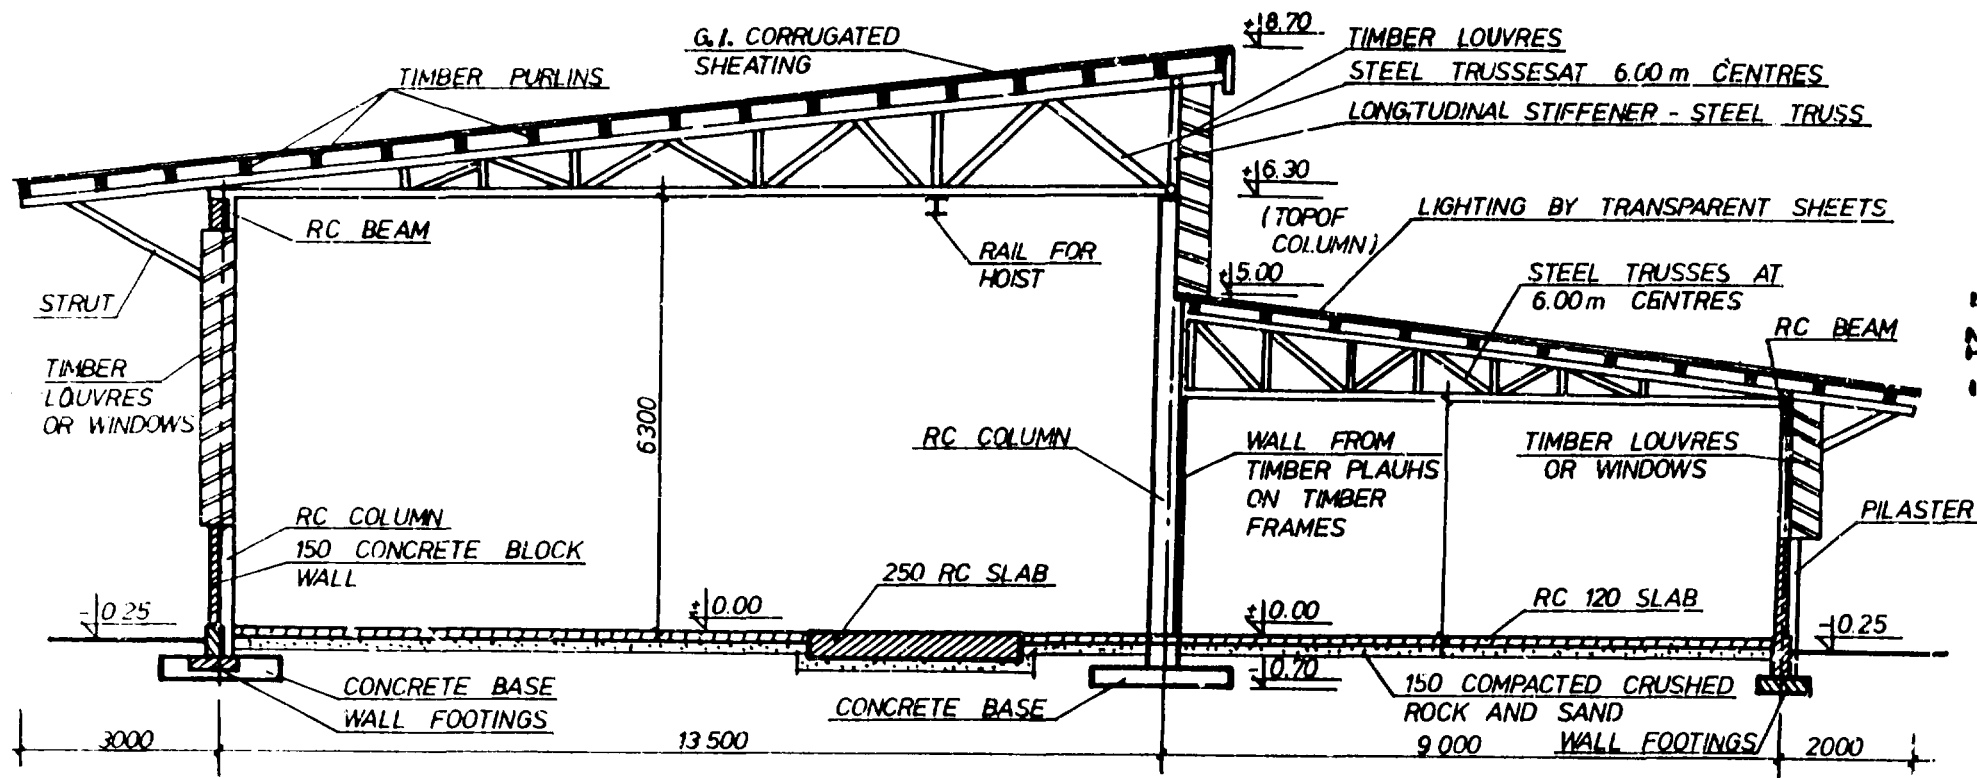 G.I. CORRUGATED
SHEATING
TIMBER PURLINS
+8.70
TIMBER LOUVRES
STEEL TRUSSESAT 6.00 m CENTRES
LONGITUDINAL STIFFENER - STEEL TRUSS
+6.30
(TOPOF
COLUMN)
LIGHTING BY TRANSPARENT SHEETS
RC BEAM
RAIL FOR
HOIST
+5.00
STEEL TRUSSES AT
6.00m CENTRES
STRUT
RC BEAM
TIMBER
LOUVRES
OR WINDOWS
6300
RC COLUMN
WALL FROM
TIMBER PLAUHS
ON TIMBER
FRAMES
TIMBER LOUVRES
OR WINDOWS
PILASTER
RC COLUMN
150 CONCRETE BLOCK
WALL
250 RC SLAB
-0.25
±0.00
±0.00
RC 120 SLAB
-0.25
-0.70
CONCRETE BASE
WALL FOOTINGS
CONCRETE BASE
150 COMPACTED CRUSHED
ROCK AND SAND
WALL FOOTINGS
3000
13 500
9 000
2000